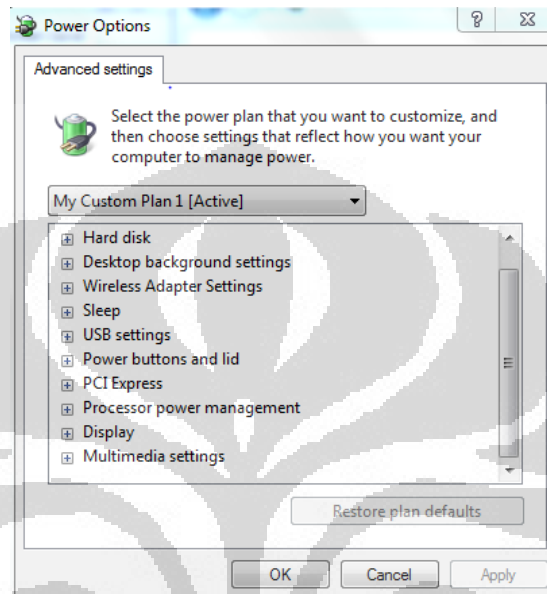 Power Options
Advanced settings
Select the power plan that you want to customize, and
then choose settings that reflect how you want your
computer to manage power.
My Custom Plan 1 [Active]
Hard disk
Desktop background settings
Wireless Adapter Settings
Sleep
USB settings
Power buttons and lid
PCI Express
Processor power management
Display
Multimedia settings
Restore plan defaults
OK Cancel Apply